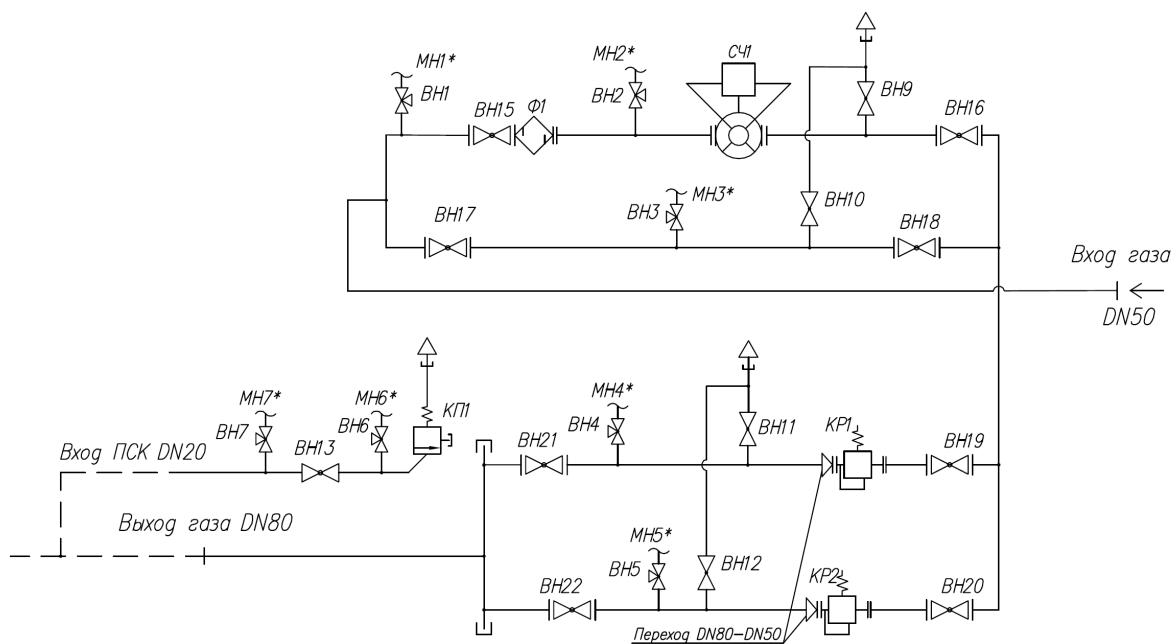 МН1*
ВН1
ВН15
Ф1
МН2*
ВН2
СЧ1
ВН9
ВН16
ВН17
ВН3
МН3*
ВН10
ВН18
Вход газа
DN50
МН7*
ВН7
МН6*
ВН6
КП1
ВН13
Вход ПСК DN20
Выход газа DN80
ВН21
МН4*
ВН4
ВН11
КР1
ВН19
ВН22
МН5*
ВН5
ВН12
КР2
ВН20
Переход DN80-DN50